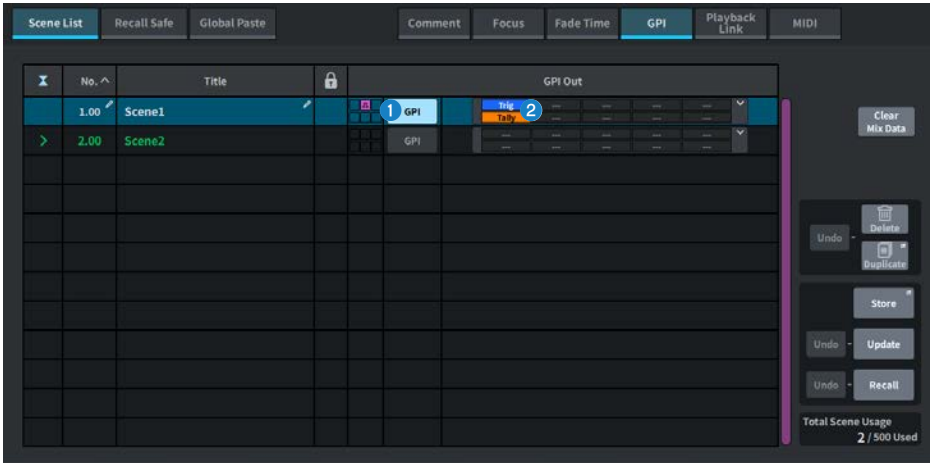 Scene List Recall Safe Global Paste Comment Focus Fade Time GPI Playback Link MIDI
No. Title GPI Out
1.00 Scene1 1 GPI Trig 2 --- --- --- ---
Tally --- --- --- ---
2.00 Scene2 GPI --- --- --- --- ---
--- --- --- --- ---
Clear
Mix Data
Undo - Delete
Duplicate
Store
Undo - Update
Undo - Recall
Total Scene Usage
2 / 500 Used